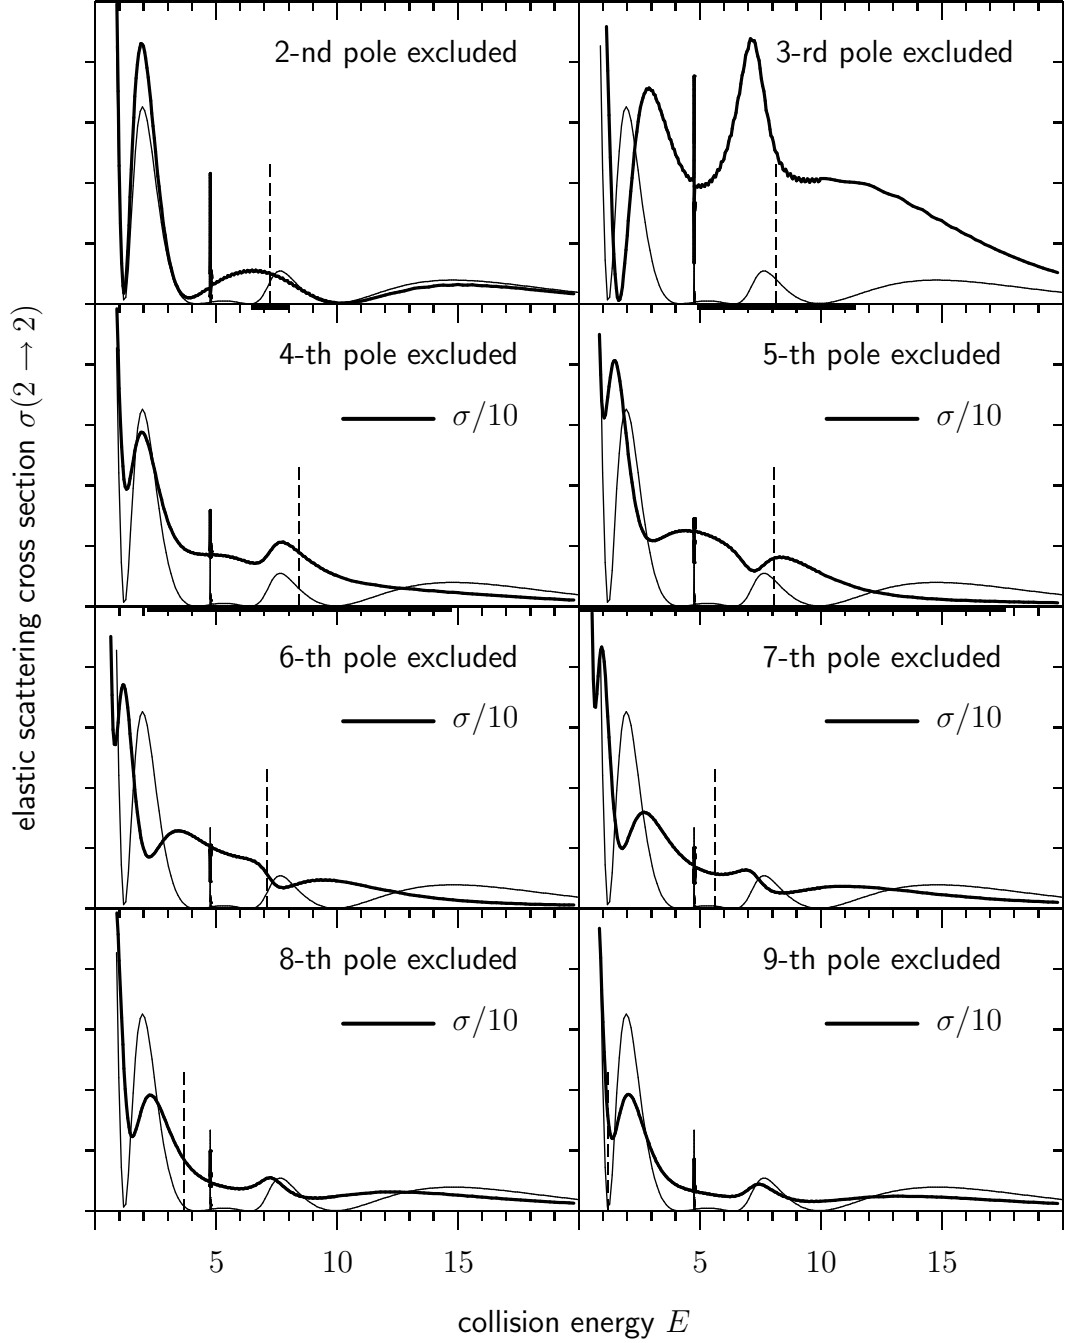 2-nd pole excluded
3-rd pole excluded
4-th pole excluded
σ/10
5-th pole excluded
σ/10
6-th pole excluded
σ/10
7-th pole excluded
σ/10
8-th pole excluded
σ/10
9-th pole excluded
σ/10
elastic scattering cross section σ(2 → 2)
5 10 15 5 10 15
collision energy E